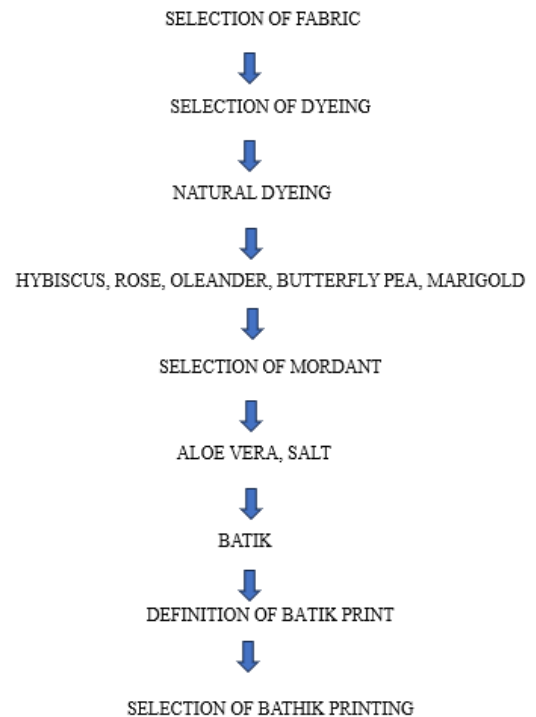 SELECTION OF FABRIC
SELECTION OF DYEING
NATURAL DYEING
HYBISCUS, ROSE, OLEANDER, BUTTERFLY PEA, MARIGOLD
SELECTION OF MORDANT
ALOE VERA, SALT
BATIK
DEFINITION OF BATIK PRINT
SELECTION OF BATHIK PRINTING